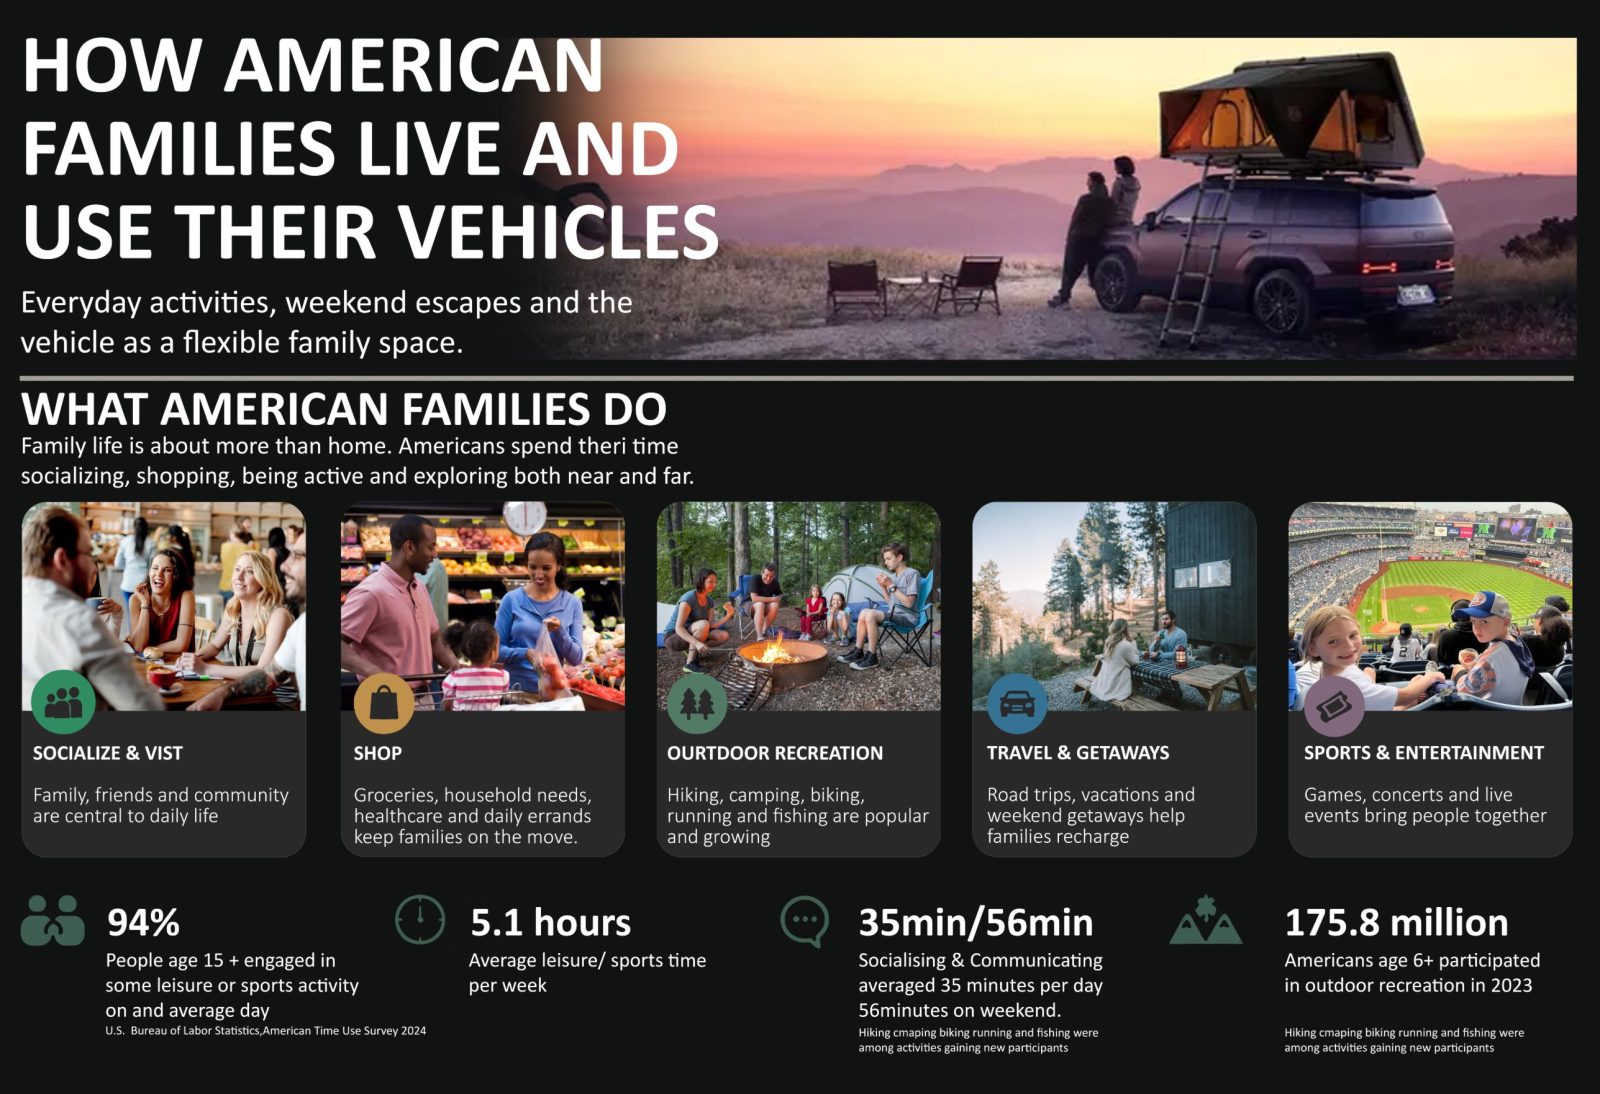 HOW AMERICAN
FAMILIES LIVE AND
USE THEIR VEHICLES
Everyday activities, weekend escapes and the
vehicle as a flexible family space.
WHAT AMERICAN FAMILIES DO
Family life is about more than home. Americans spend theri time
socializing, shopping, being active and exploring both near and far.
SOCIALIZE & VIST
Family, friends and community
are central to daily life
SHOP
Groceries, household needs,
healthcare and daily errands
keep families on the move.
OURTDOOR RECREATION
Hiking, camping, biking,
running and fishing are popular
and growing
TRAVEL & GETAWAYS
Road trips, vacations and
weekend getaways help
families recharge
SPORTS & ENTERTAINMENT
Games, concerts and live
events bring people together
94%
People age 15 + engaged in
some leisure or sports activity
on and average day
U.S. Bureau of Labor Statistics,American Time Use Survey 2024
5.1 hours
Average leisure/ sports time
per week
35min/56min
Socialising & Communicating
averaged 35 minutes per day
56minutes on weekend.
Hiking cmaping biking running and fishing were
among activities gaining new participants
175.8 million
Americans age 6+ participated
in outdoor recreation in 2023
Hiking cmaping biking running and fishing were
among activities gaining new participants